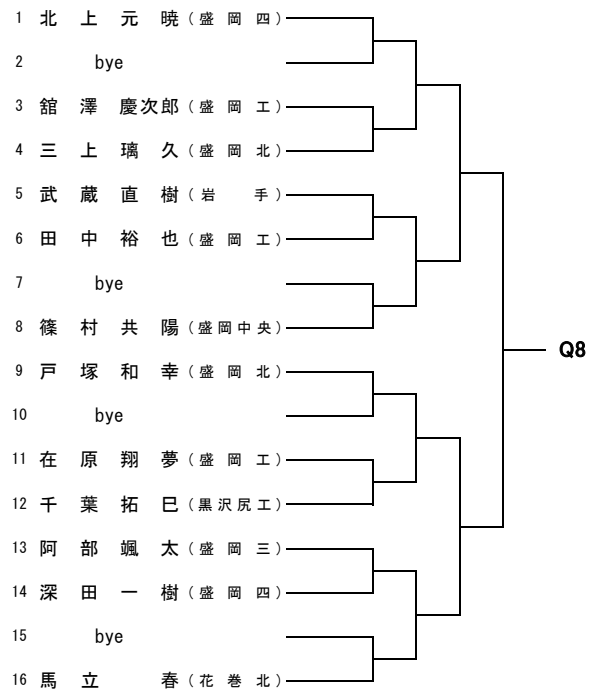 1 北上元暁(盛岡四)
2 bye
3 舘澤慶次郎(盛岡工)
4 三上璃久(盛岡北)
5 武蔵直樹(岩手)
6 田中裕也(盛岡工)
7 bye
8 篠村共陽(盛岡中央)
Q8
9 戸塚和幸(盛岡北)
10 bye
11 在原翔夢(盛岡工)
12 千葉拓巳(黒沢尻工)
13 阿部颯太(盛岡三)
14 深田一樹(盛岡四)
15 bye
16 馬立春(花巻北)